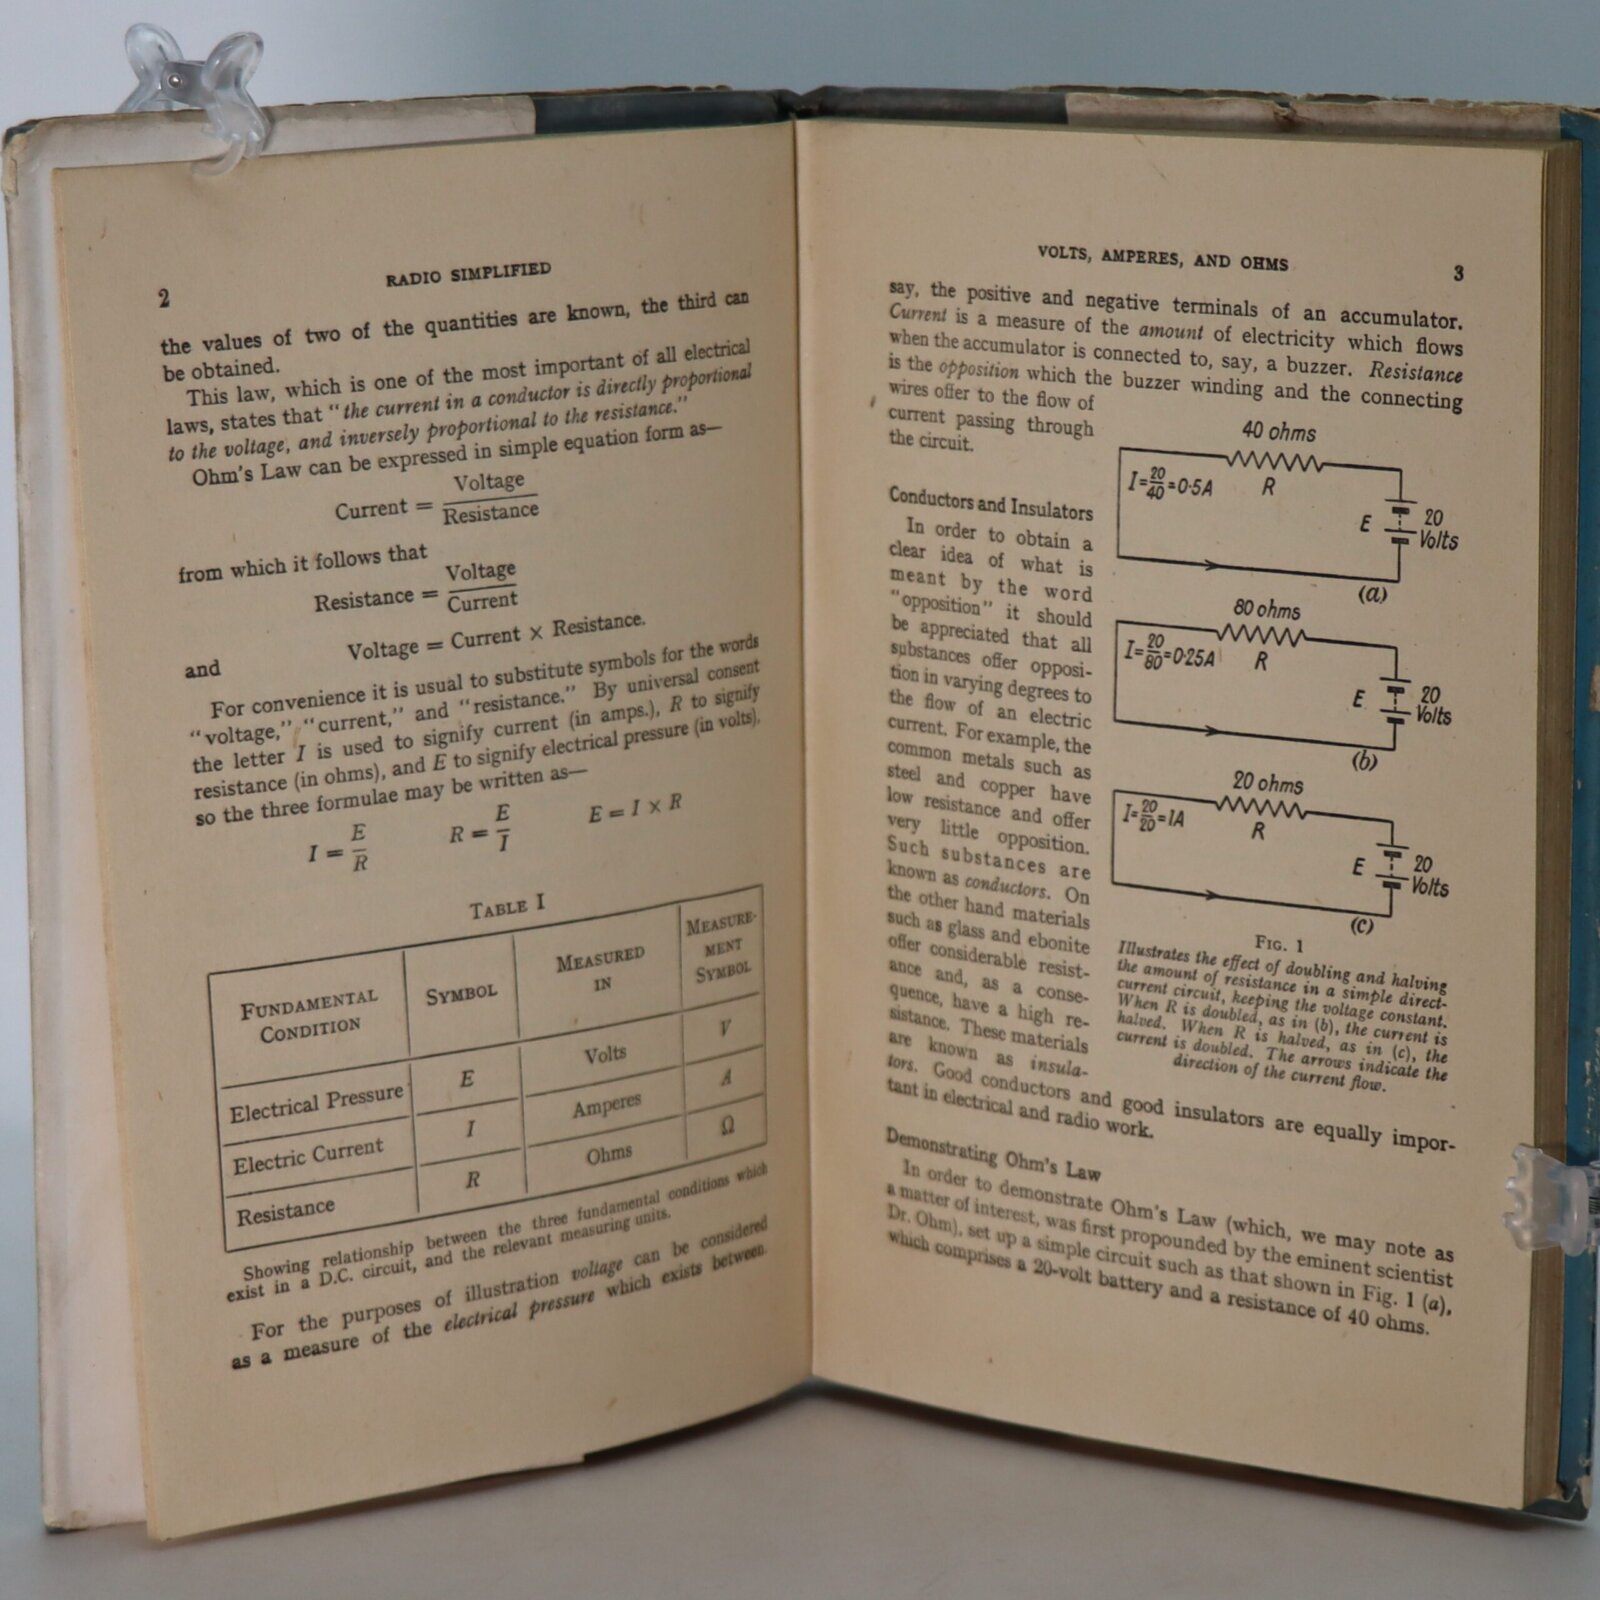 2
RADIO SIMPLIFIED
the values of two of the quantities are known, the third can
be obtained.
This law, which is one of the most important of all electrical
laws, states that "the current in a conductor is directly proportional
to the voltage, and inversely proportional to the resistance."
Ohm's Law can be expressed in simple equation form as—
Current = Voltage / Resistance
from which it follows that
Resistance = Voltage / Current
and
Voltage = Current × Resistance.
For convenience it is usual to substitute symbols for the words
"voltage," "current," and "resistance." By universal consent
the letter I is used to signify current (in amps.), R to signify
resistance (in ohms), and E to signify electrical pressure (in volts),
so the three formulae may be written as—
I = E / R R = E / I E = I × R
TABLE I
FUNDAMENTAL CONDITION SYMBOL MEASURED IN MEASURE-MENT SYMBOL
Electrical Pressure E Volts V
Electric Current I Amperes A
Resistance R Ohms Ω
Showing relationship between the three fundamental conditions which
exist in a D.C. circuit, and the relevant measuring units.
For the purposes of illustration voltage can be considered
as a measure of the electrical pressure which exists between,
VOLTS, AMPERES, AND OHMS
3
say, the positive and negative terminals of an accumulator.
Current is a measure of the amount of electricity which flows
when the accumulator is connected to, say, a buzzer. Resistance
is the opposition which the buzzer winding and the connecting
wires offer to the flow of
current passing through
the circuit.
Conductors and Insulators
In order to obtain a
clear idea of what is
meant by the word
"opposition" it should
be appreciated that all
substances offer opposi-
tion in varying degrees to
the flow of an electric
current. For example, the
common metals such as
steel and copper have
low resistance and offer
very little opposition.
Such substances are
known as conductors. On
the other hand materials
such as glass and ebonite
offer considerable resist-
ance and, as a conse-
quence, have a high re-
sistance. These materials
are known as insula-
tors. Good conductors and good insulators are equally impor-
tant in electrical and radio work.
40 ohms
I=20/40=0·5A
R
E
20
Volts
(a)
80 ohms
I=20/80=0·25A
R
E
20
Volts
(b)
20 ohms
I=20/20=1A
R
E
20
Volts
(c)
FIG. 1
Illustrates the effect of doubling and halving
the amount of resistance in a simple direct-
current circuit, keeping the voltage constant.
When R is doubled, as in (b), the current is
halved. When R is halved, as in (c), the
current is doubled. The arrows indicate the
direction of the current flow.
Demonstrating Ohm's Law
In order to demonstrate Ohm's Law (which, we may note as
a matter of interest, was first propounded by the eminent scientist
Dr. Ohm), set up a simple circuit such as that shown in Fig. 1 (a),
which comprises a 20-volt battery and a resistance of 40 ohms.